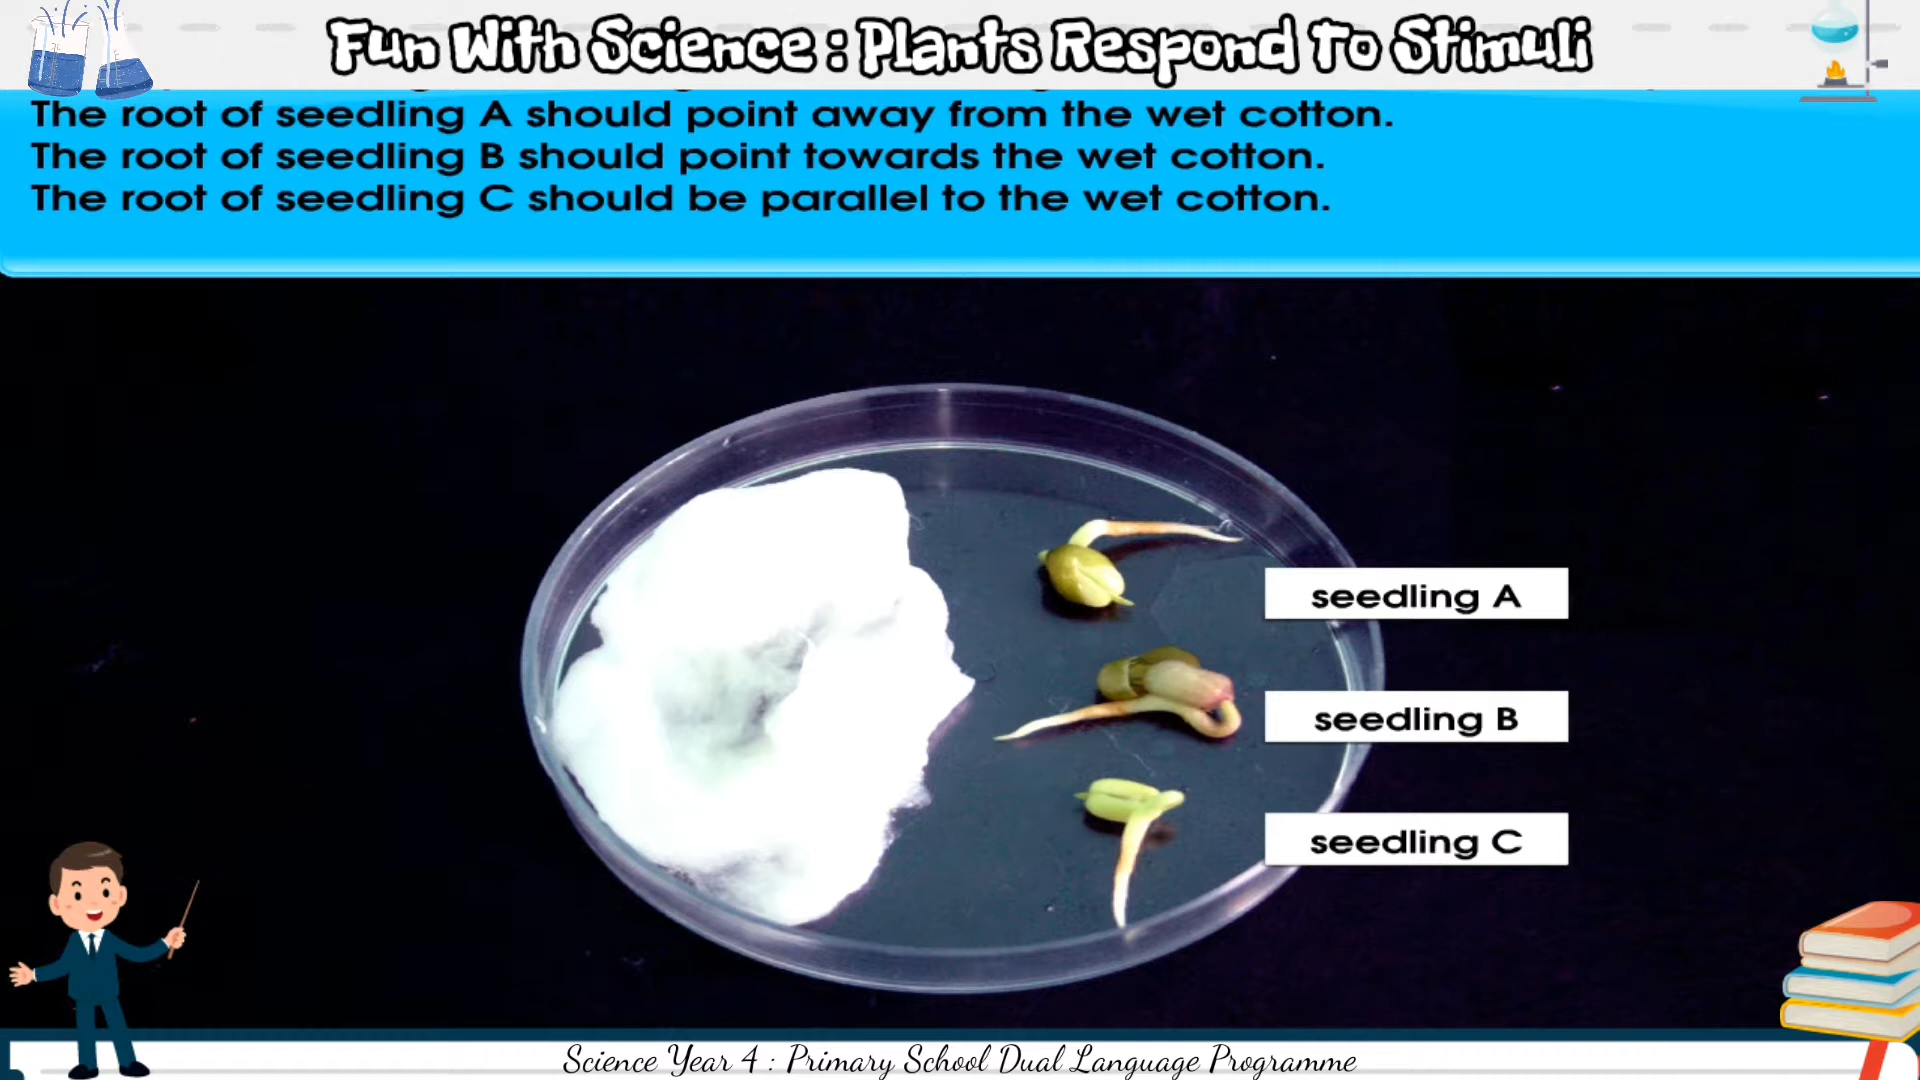 Fun With Science : Plants Respond To Stimuli
The root of seedling A should point away from the wet cotton.
The root of seedling B should point towards the wet cotton.
The root of seedling C should be parallel to the wet cotton.
seedling A
seedling B
seedling C
Science Year 4 : Primary School Dual Language Programme